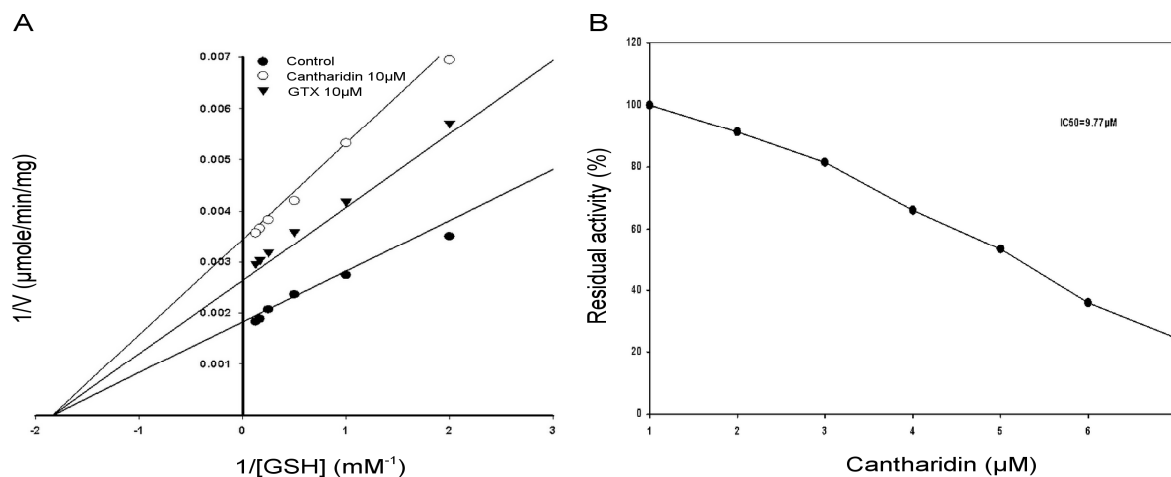 A
0.007
0.006
0.005
0.004
0.003
0.002
0.001
Control
Cantharidin 10µM
GTX 10µM
1/V (µmole/min/mg)
-2
-1
0
1
2
3
1/[GSH] (mM-1)
B
120
100
80
60
40
20
0
IC50=9.77µM
Residual activity (%)
1
2
3
4
5
6
Cantharidin (µM)